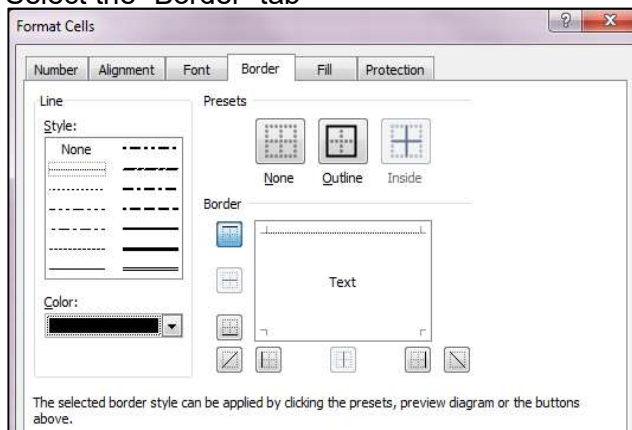 Select the "Border" tab
Format Cells
Number Alignment Font Border Fill Protection
Line
Style:
None
Presets
None Outline Inside
Border
Text
Color:
The selected border style can be applied by clicking the presets, preview diagram or the buttons
above.